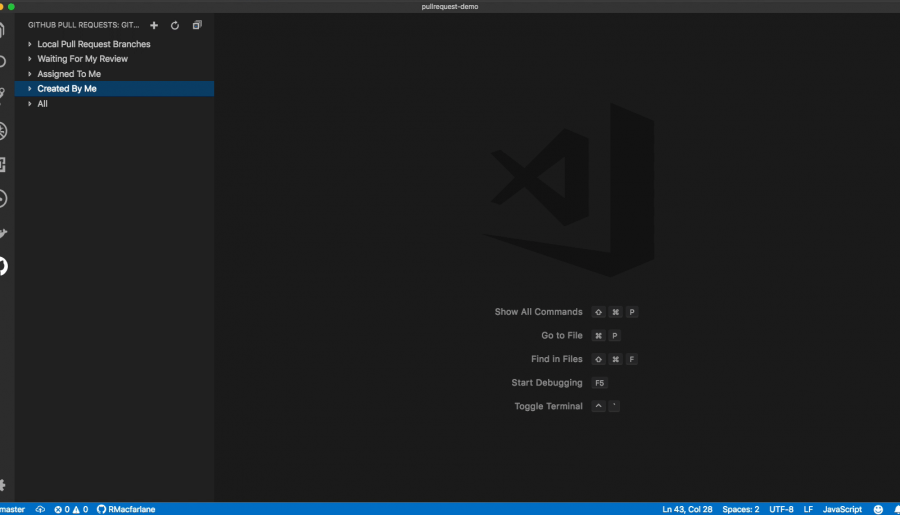 pullrequest-demo
GITHUB PULL REQUESTS: GIT...
Local Pull Request Branches
Waiting For My Review
Assigned To Me
Created By Me
All
Show All Commands ⇧ ⌘ P
Go to File ⌘ P
Find in Files ⇧ ⌘ F
Start Debugging F5
Toggle Terminal ^ `
master 0 0 RMacfarlane Ln 43, Col 28 Spaces: 2 UTF-8 LF JavaScript